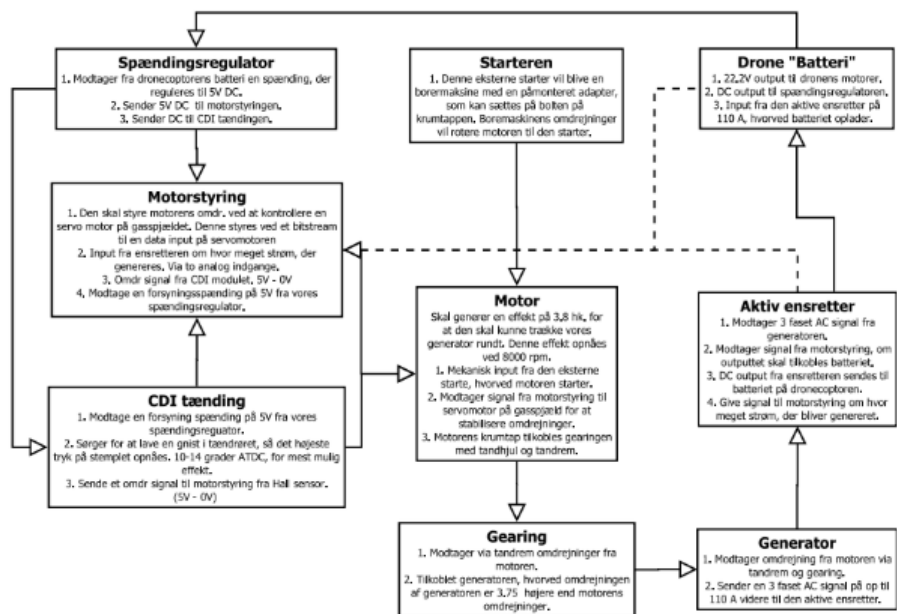 Spændingsregulator
1. Modtager fra dronecoptorens batteri en spænding, der
reguleres til 5V DC.
2. Sender 5V DC til motorstyringen.
3. Sender DC til CDI tændingen.
Starteren
1. Denne eksterne starter vil blive en
boremaksine med en påmonteret adapter,
som kan sættes på bolten på
krumtappen. Boremaskinens omdrejninger
vil rotere motoren til den starter.
Drone "Batteri"
1. 22.2V output til dronens motorer.
2. DC output til spændingsregulatoren.
3. Input fra den aktive ensretter på
110 A, hvorved batteriet oplader.
Motorstyring
1. Den skal styre motorens omdr. ved at kontrollere en
servo motor på gasspjældet. Denne styres ved et bitstream
til en data input på servomotoren
2. Input fra ensretteren om hvor meget strøm, der
genereres. Via to analog indgange.
3. Omdr signal fra CDI modulet. 5V - 0V
4. Modtage en forsyningsspænding på 5V fra vores
spændingsregulator.
Motor
Skal generer en effekt på 3,8 hk, for
at den skal kunne trække vores
generator rundt. Denne effekt opnåes
ved 8000 rpm.
1. Mekanisk input fra den eksterne
starte, hvorved motoren starter.
2. Modtager signal fra motorstyring til
servomotor på gasspjæld for at
stabilisere omdrejninger.
3. Motorens krumtap tilkobles gearingen
med tandhjul og tandrem.
Aktiv ensretter
1. Modtager 3 faset AC signal fra
generatoren.
2. Modtager signal fra motorstyring, om
outputtet skal tilkobles batteriet.
3. DC output fra ensretteren sendes til
batteriet på dronecoptoren.
4. Give signal til motorstyring om hvor
meget strøm, der bliver genereret.
CDI tænding
1. Modtage en forsyning spænding på 5V fra vores
spændingsreguator.
2. Sørger for at lave en gnist i tændrøret, så det højeste
tryk på stemplet opnåes. 10-14 grader ATDC, for mest mulig
effekt.
3. Sende et omdr signal til motorstyring fra Hall sensor.
(5V - 0V)
Gearing
1. Modtager via tandrem omdrejninger fra
motoren.
2. Tilkoblet generatoren, hvorved omdrejningen
af generatoren er 3.75 højere end motorens
omdrejninger.
Generator
1. Modtager omdrejning fra motoren via
tandrem og gearing.
2. Sender en 3 faset AC signal på op til
110 A videre til den aktive ensretter.